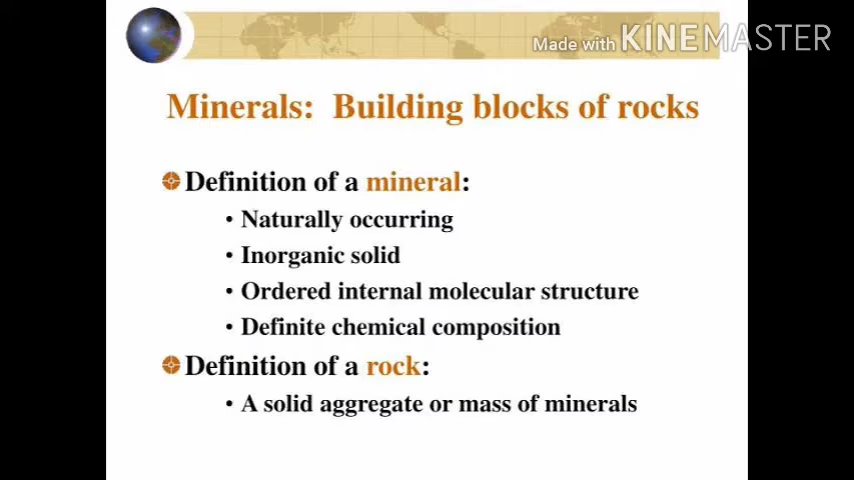 Made with KINEMASTER
Minerals: Building blocks of rocks
Definition of a mineral:
• Naturally occurring
• Inorganic solid
• Ordered internal molecular structure
• Definite chemical composition
Definition of a rock:
• A solid aggregate or mass of minerals